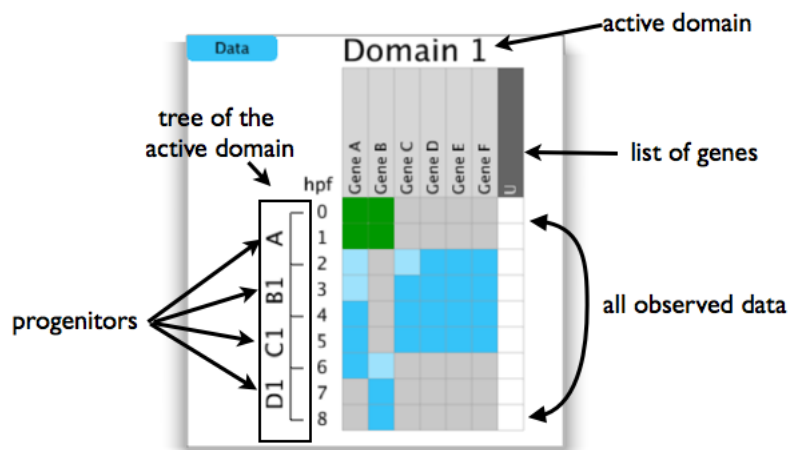 active domain
Data
Domain 1
tree of the
active domain
Gene A
Gene B
Gene C
Gene D
Gene E
Gene F
U
list of genes
hpf
0
1
2
3
4
5
6
7
8
A
B1
C1
D1
progenitors
all observed data